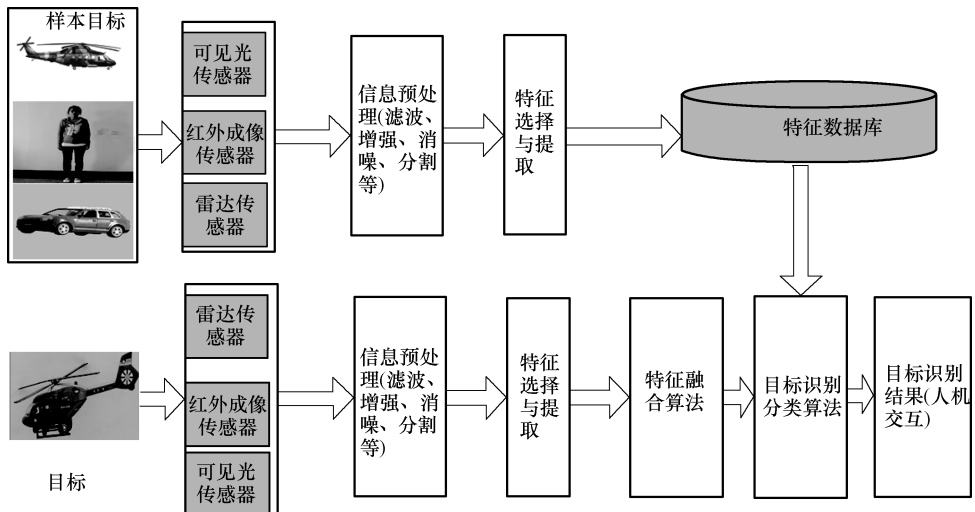 样本目标
可见光
传感器
红外成像
传感器
雷达传
感器
信息预处
理(滤波、
增强、消
噪、分割
等)
特征
选择
与提
取
特征数据库
目标
雷达传
感器
红外成像
传感器
可见光
传感器
信息预处
理(滤波、
增强、消
噪、分割
等)
特征
选择
与提
取
特征融
合算法
目标识别
分类算法
目标识别
结果(人机
交互)